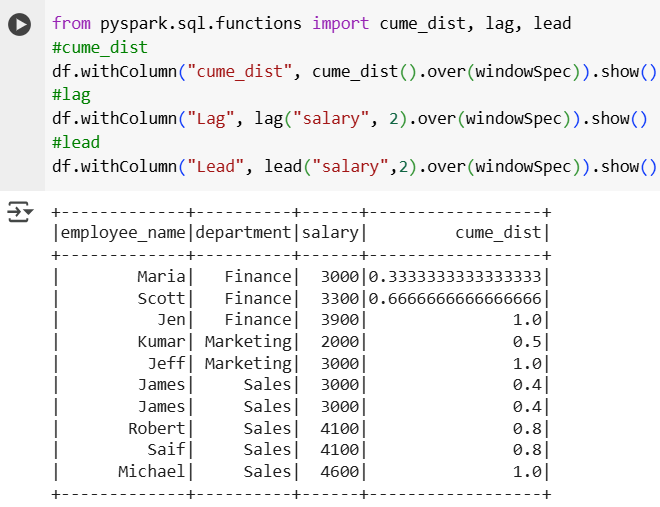 from pyspark.sql.functions import cume_dist, lag, lead
#cume_dist
df.withColumn("cume_dist", cume_dist().over(windowSpec)).show()
#lag
df.withColumn("Lag", lag("salary", 2).over(windowSpec)).show()
#lead
df.withColumn("Lead", lead("salary",2).over(windowSpec)).show()
+-------------+----------+------+------------------+
|employee_name|department|salary|         cume_dist|
+-------------+----------+------+------------------+
|        Maria|   Finance|  3000|0.3333333333333333|
|        Scott|   Finance|  3300|0.6666666666666666|
|          Jen|   Finance|  3900|               1.0|
|        Kumar| Marketing|  2000|               0.5|
|         Jeff| Marketing|  3000|               1.0|
|        James|     Sales|  3000|               0.4|
|        James|     Sales|  3000|               0.4|
|       Robert|     Sales|  4100|               0.8|
|         Saif|     Sales|  4100|               0.8|
|      Michael|     Sales|  4600|               1.0|
+-------------+----------+------+------------------+